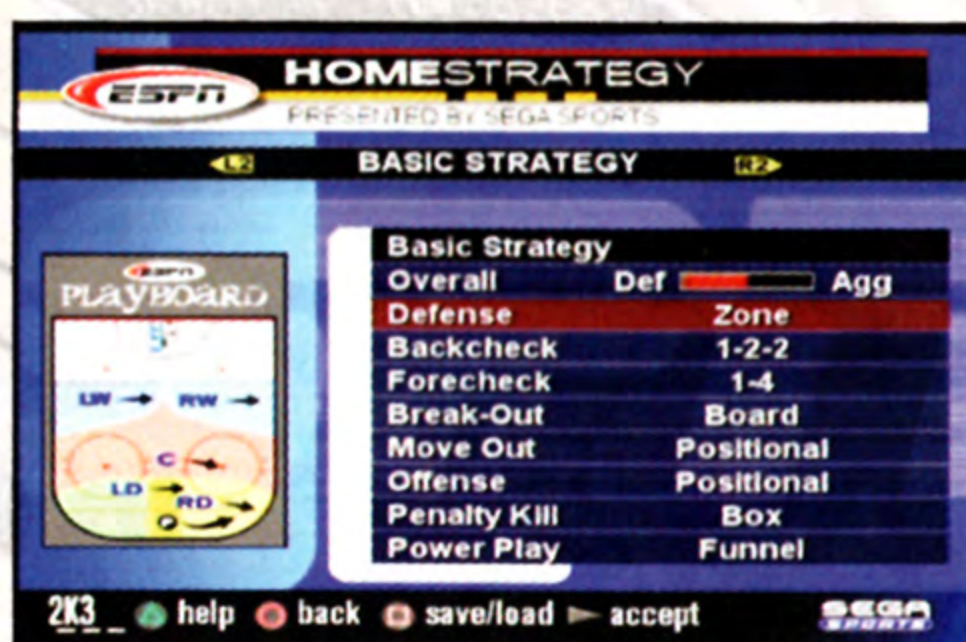 ESPN
HOMESTRATEGY
PRESENTED BY SEGA SPORTS
L2 BASIC STRATEGY R2
ESPN
PLAYBOARD
LW RW
C
LD
RD
Basic Strategy
Overall Def Agg
Defense Zone
Backcheck 1-2-2
Forecheck 1-4
Break-Out Board
Move Out Positional
Offense Positional
Penalty Kill Box
Power Play Funnel
2K3 help back save/load accept
SEGA
SPORTS